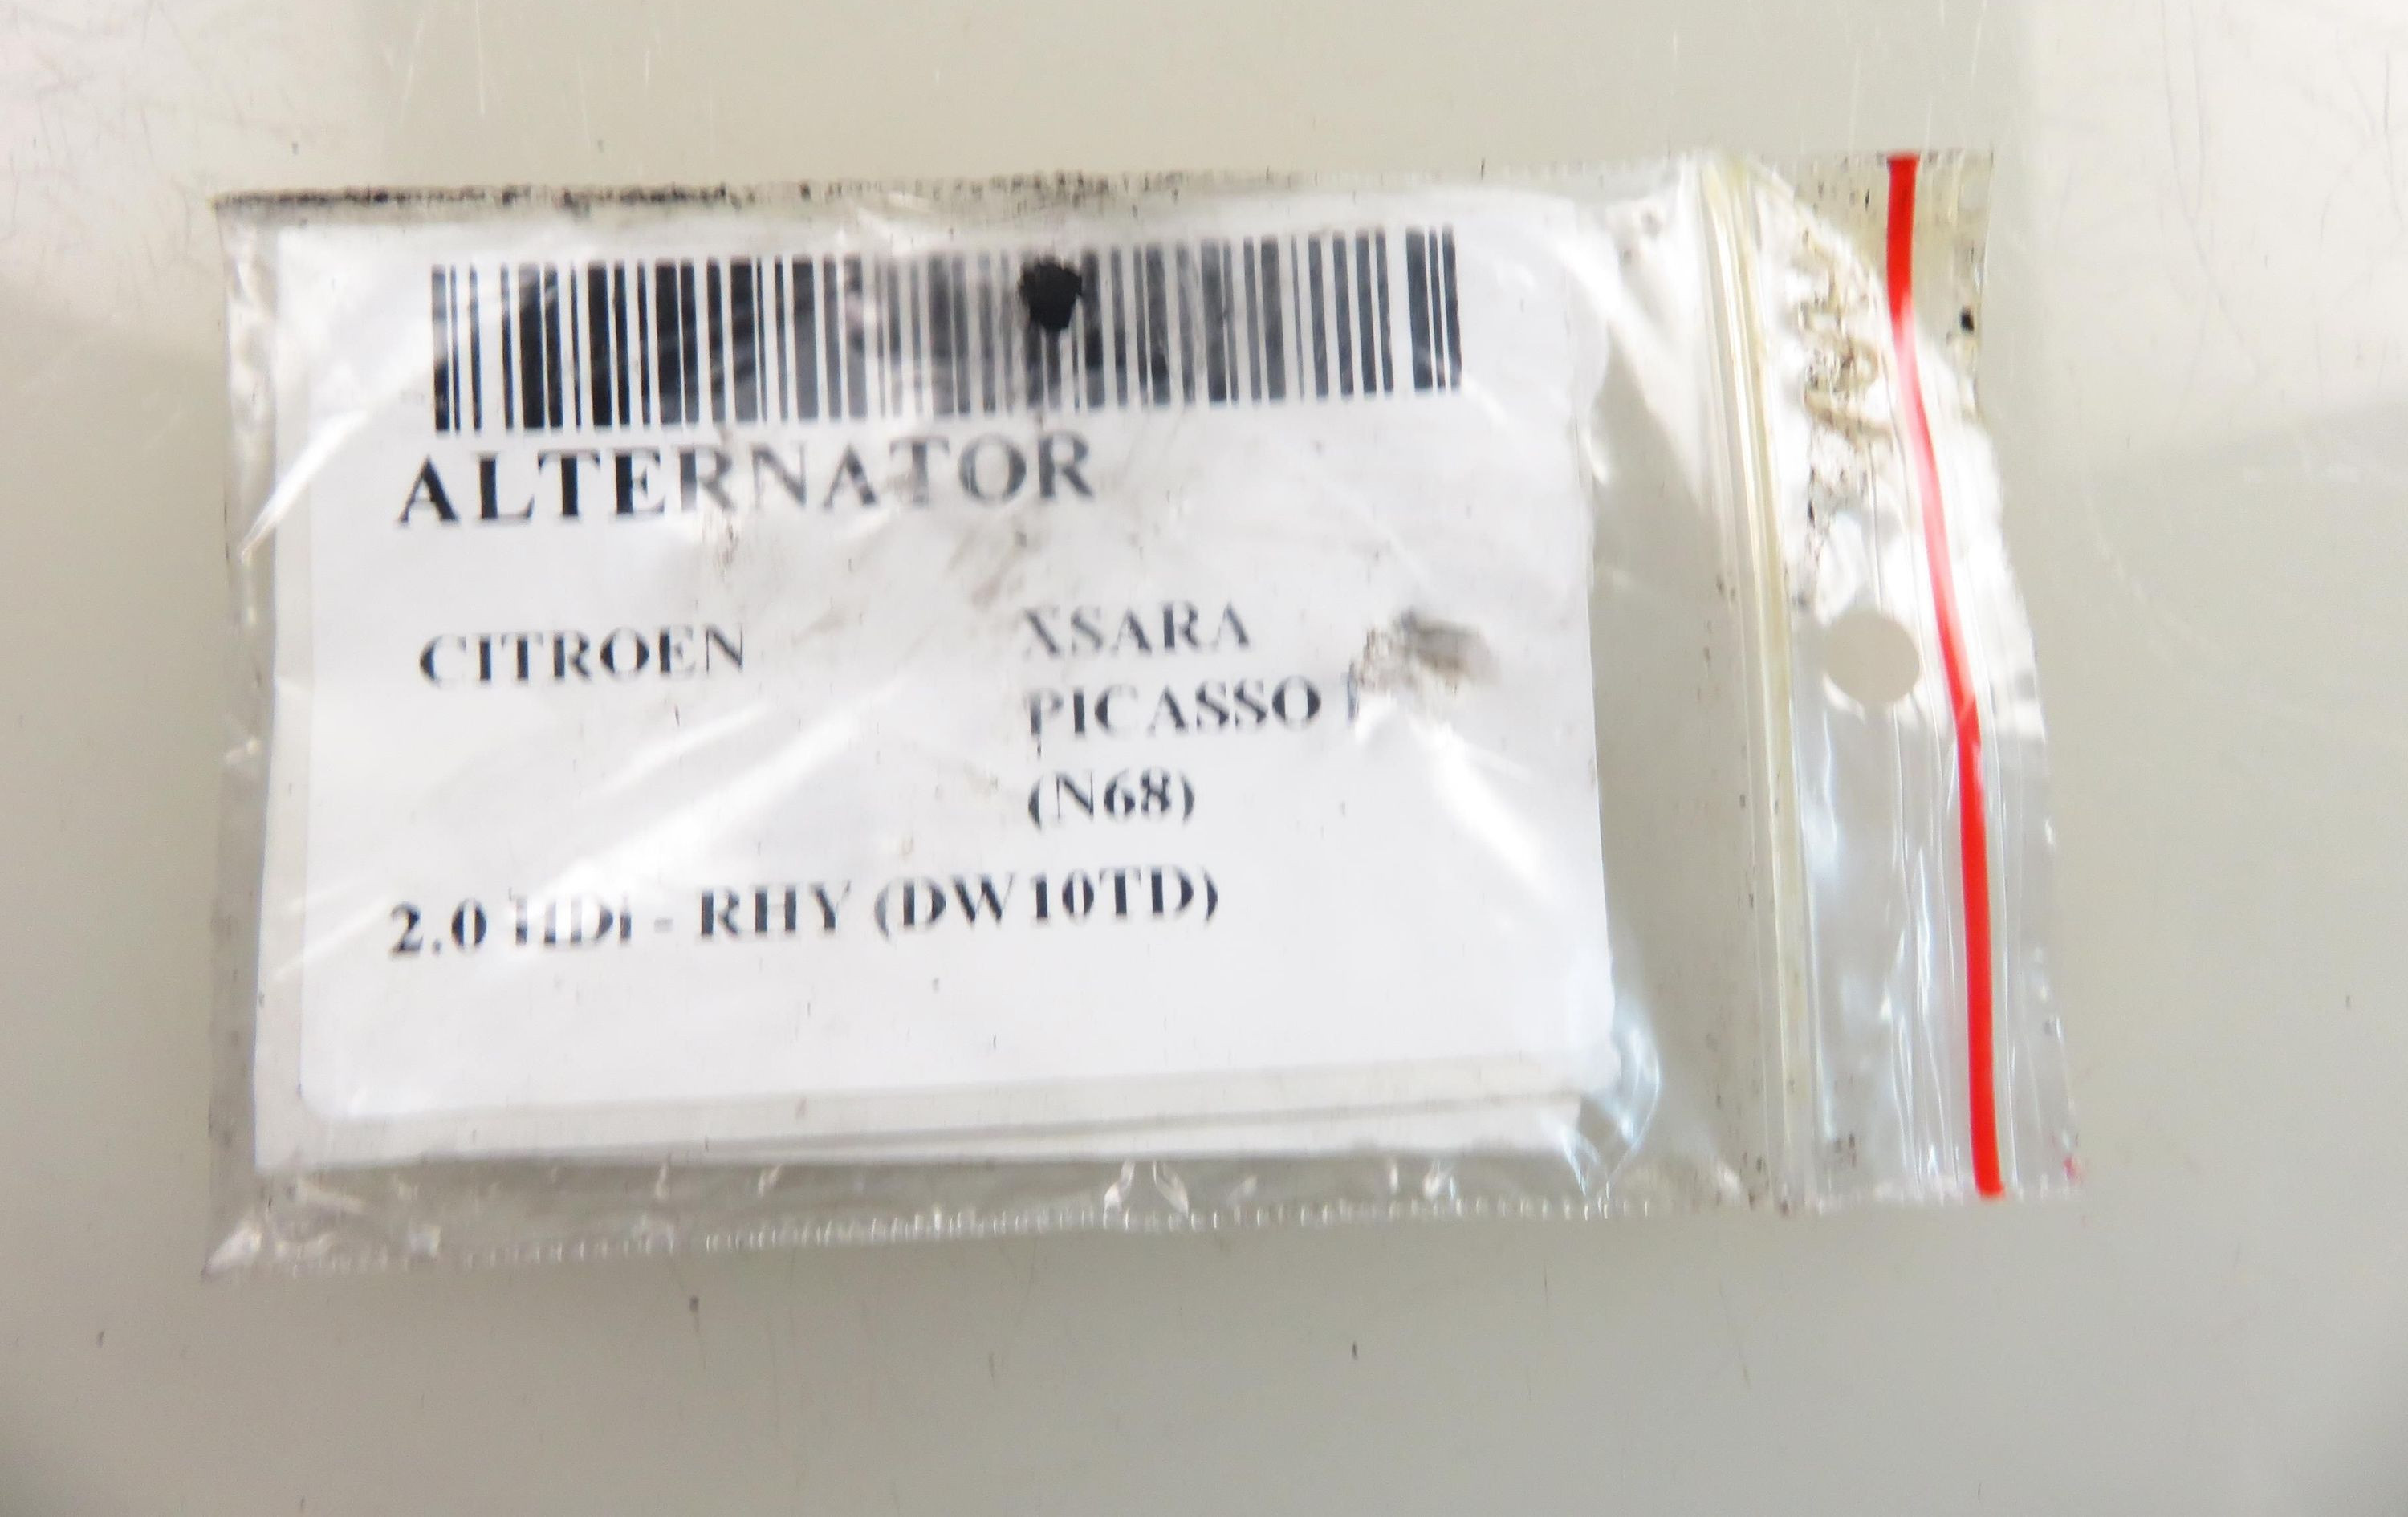 ALTERNATOR
CITROEN
XSARA
PICASSO
(N68)
2.0 HDi - RHY (DW10TD)